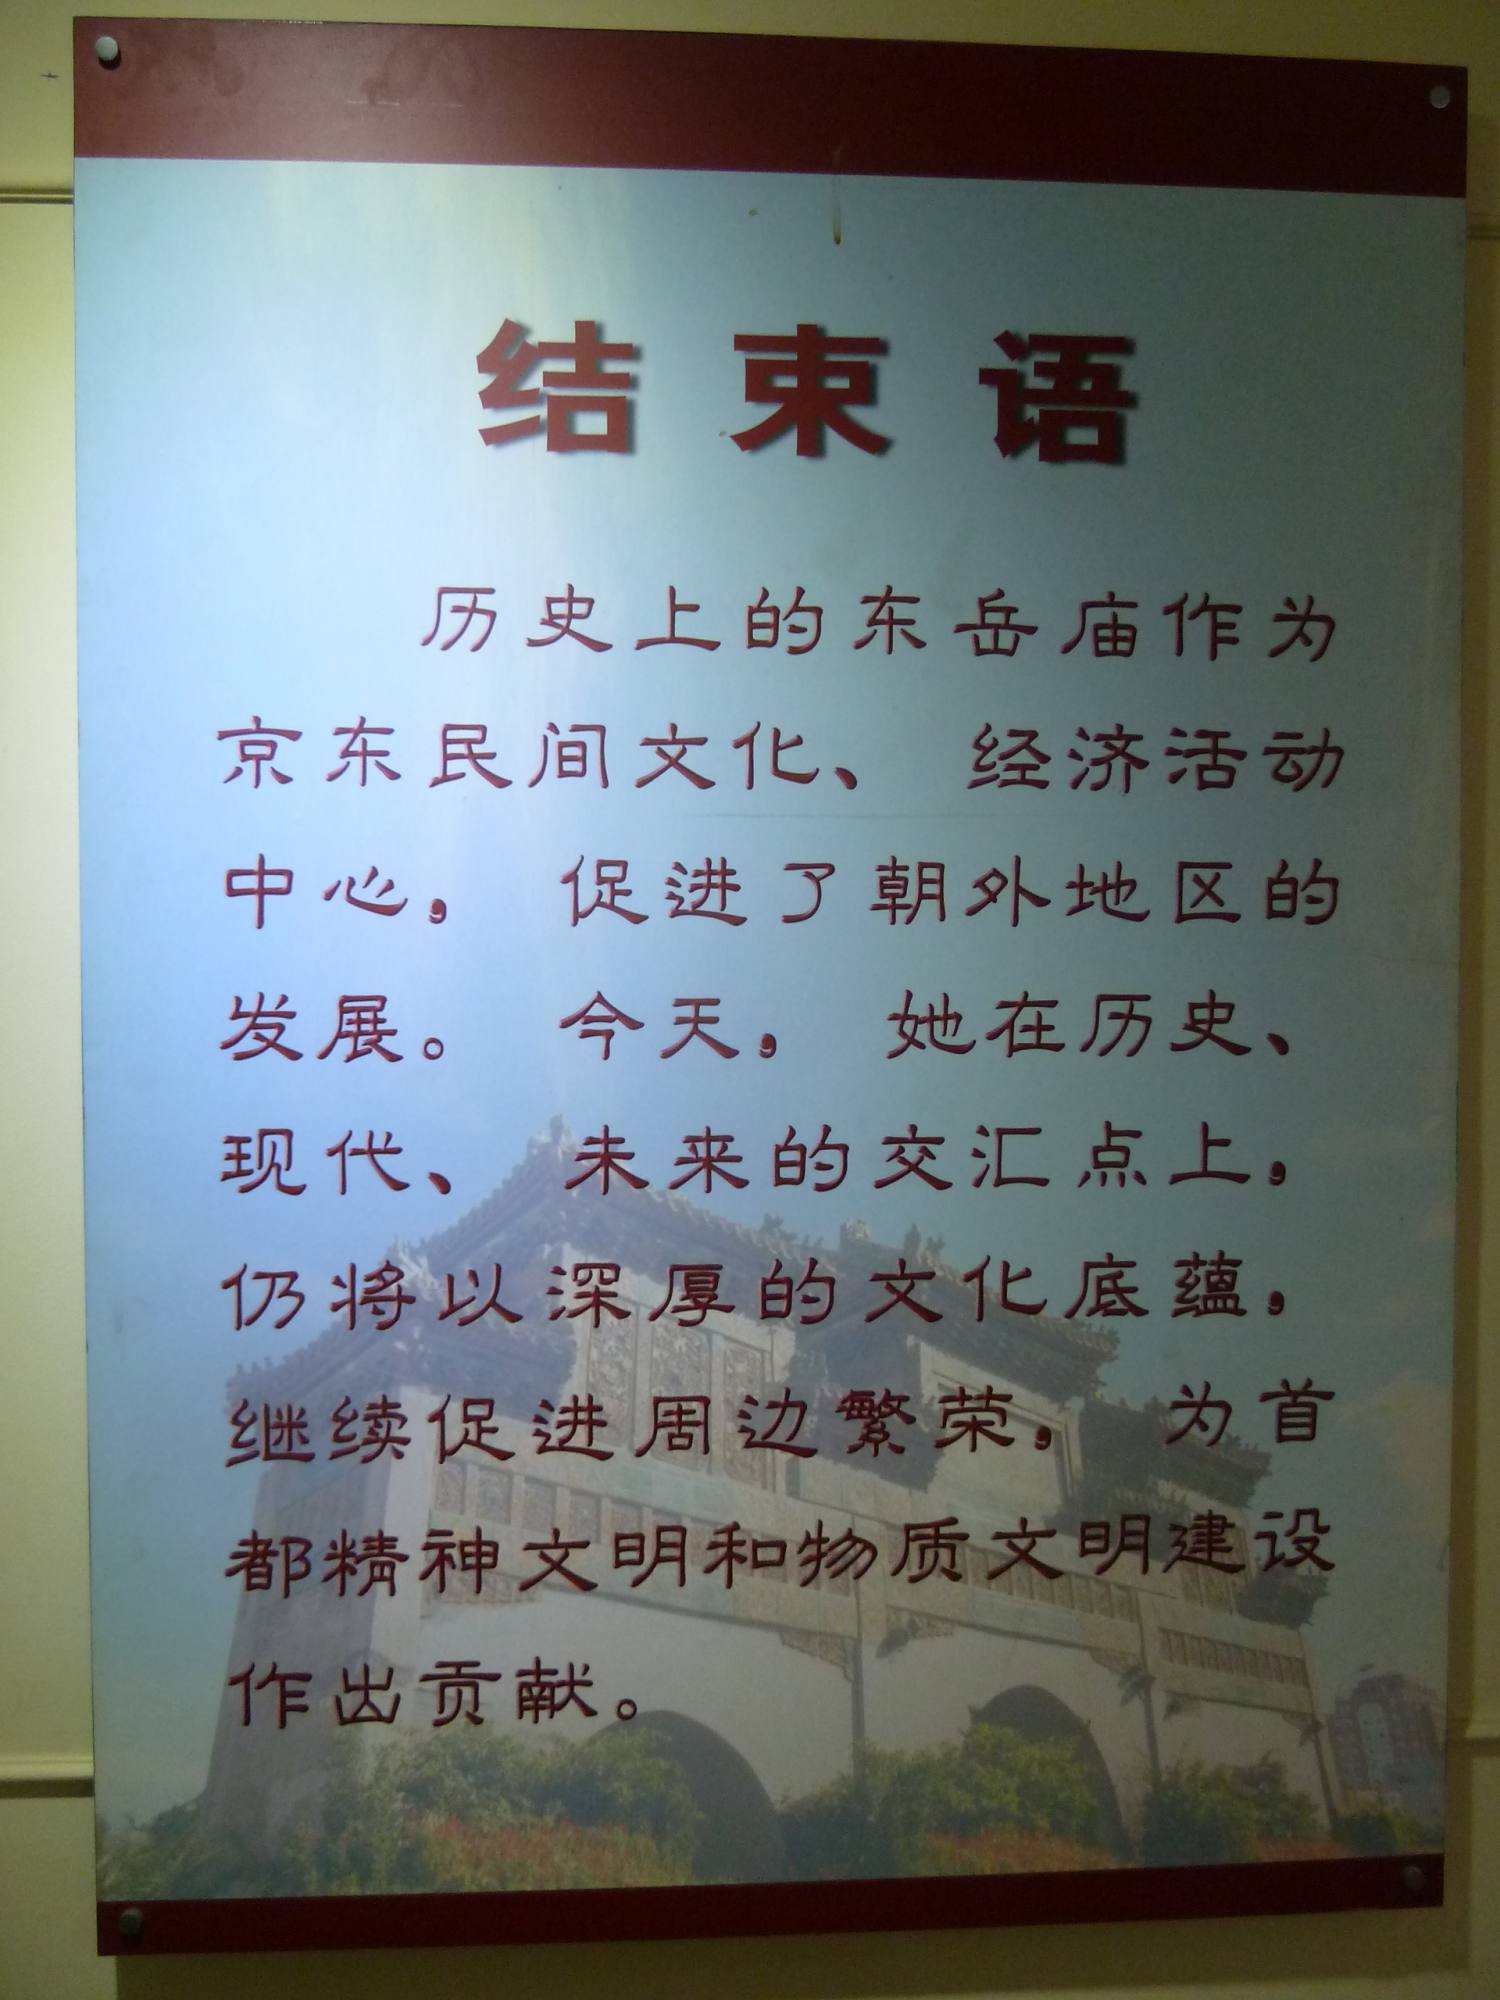 结束语
历史上的东岳庙作为
京东民间文化、经济活动
中心，促进了朝外地区的
发展。今天，她在历史、
现代、未来的交汇点上，
仍将以深厚的文化底蕴，
继续促进周边繁荣，为首
都精神文明和物质文明建设
作出贡献。